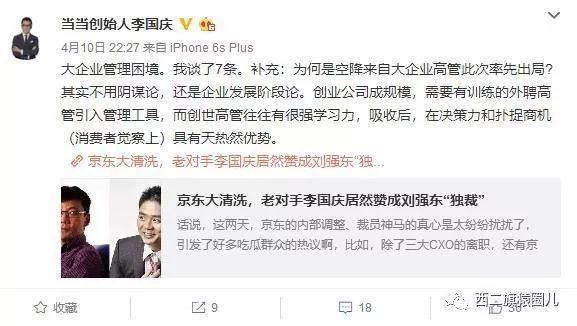 当当创始人李国庆
4月10日 22:27 来自 iPhone 6s Plus
大企业管理困境。我谈了7条。补充：为何是空降来自大企业高管此次率先出局？
其实不用阴谋论，还是企业发展阶段论。创业公司成规模，需要有训练的外聘高
管引入管理工具，而创世高管往往有很强学习力，吸收后，在决策力和扑捉商机
（消费者觉察上）具有天热然优势。
京东大清洗，老对手李国庆居然赞成刘强东“独...
京东大清洗，老对手李国庆居然赞成刘强东“独裁”
话说，这两天，京东的内部调整、裁员神马的真心是太纷纷扰扰了，
引发了好多吃瓜群众的热议啊，比如，除了三大CXO的离职，还有京
收藏
9
18
30
西二旗猿圈儿